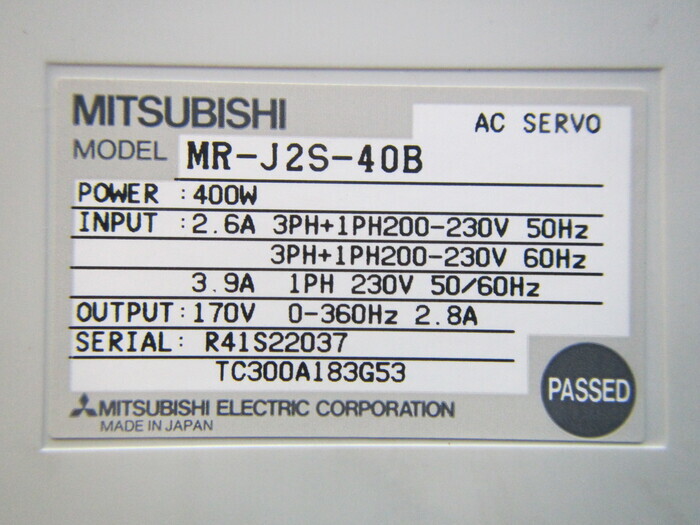 MITSUBISHI
AC SERVO
MODEL MR-J2S-40B
POWER :400W
INPUT :2.6A 3PH+1PH200-230V 50Hz
3PH+1PH200-230V 60Hz
3.9A 1PH 230V 50/60Hz
OUTPUT:170V 0-360Hz 2.8A
SERIAL: R41S22037
TC300A183G53
PASSED
MITSUBISHI ELECTRIC CORPORATION
MADE IN JAPAN